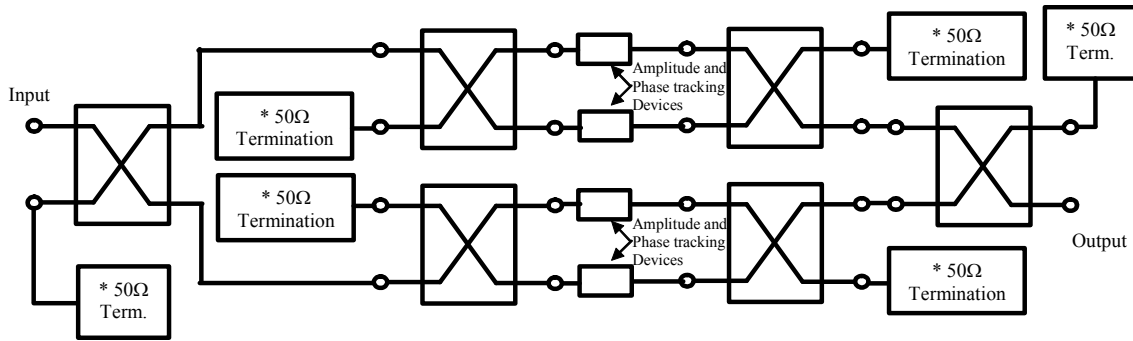 * 50Ω
Termination
* 50Ω
Term.
Input
Amplitude and
Phase tracking
Devices
* 50Ω
Termination
* 50Ω
Termination
Amplitude and
Phase tracking
Devices
Output
* 50Ω
Term.
* 50Ω
Termination